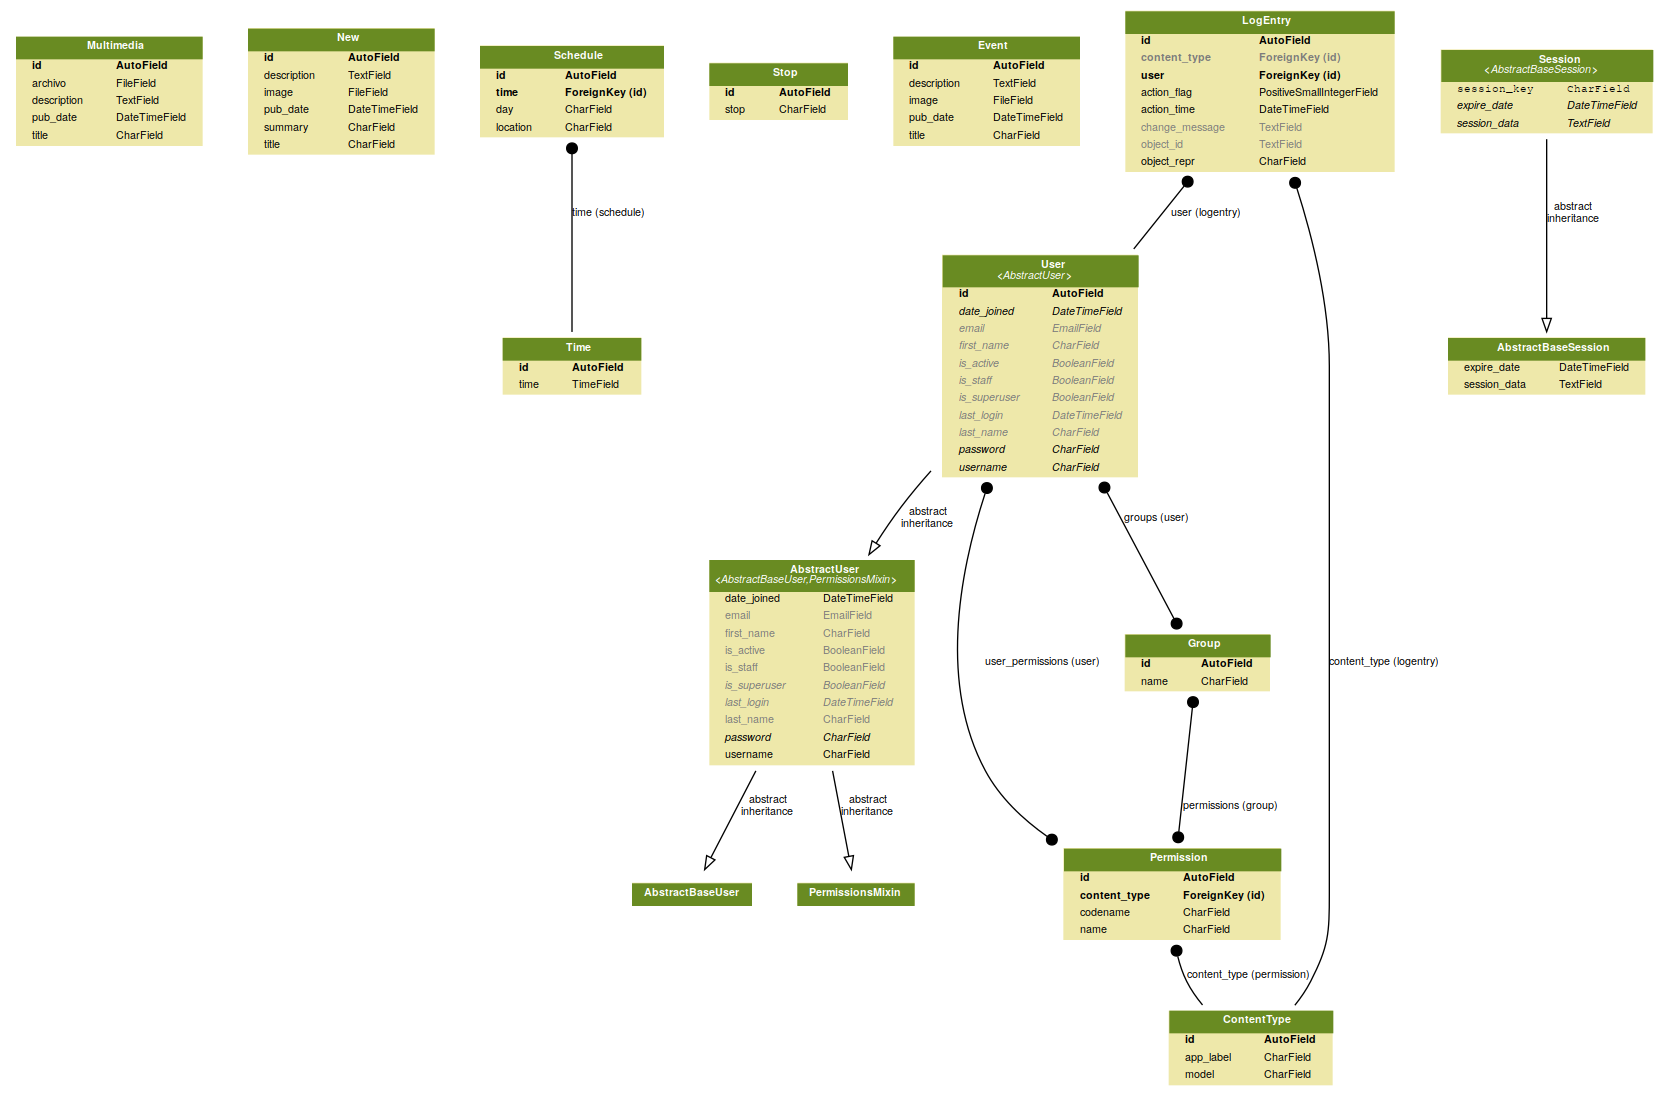 Multimedia
id AutoField
archivo FileField
description TextField
pub_date DateTimeField
title CharField
New
id AutoField
description TextField
image FileField
pub_date DateTimeField
summary CharField
title CharField
Schedule
id AutoField
time ForeignKey (id)
day CharField
location CharField
Stop
id AutoField
stop CharField
Event
id AutoField
description TextField
image FileField
pub_date DateTimeField
title CharField
LogEntry
id AutoField
content_type ForeignKey (id)
user ForeignKey (id)
action_flag PositiveSmallIntegerField
action_time DateTimeField
change_message TextField
object_id TextField
object_repr CharField
Session
<AbstractBaseSession>
session_key CharField
expire_date DateTimeField
session_data TextField
time (schedule)
user (logentry)
abstract
inheritance
Time
id AutoField
time TimeField
User
<AbstractUser>
id AutoField
date_joined DateTimeField
email EmailField
first_name CharField
is_active BooleanField
is_staff BooleanField
is_superuser BooleanField
last_login DateTimeField
last_name CharField
password CharField
username CharField
AbstractBaseSession
expire_date DateTimeField
session_data TextField
abstract
inheritance
groups (user)
AbstractUser
<AbstractBaseUser,PermissionsMixin>
date_joined DateTimeField
email EmailField
first_name CharField
is_active BooleanField
is_staff BooleanField
is_superuser BooleanField
last_login DateTimeField
last_name CharField
password CharField
username CharField
user_permissions (user)
Group
id AutoField
name CharField
content_type (logentry)
abstract
inheritance
abstract
inheritance
permissions (group)
AbstractBaseUser
PermissionsMixin
Permission
id AutoField
content_type ForeignKey (id)
codename CharField
name CharField
content_type (permission)
ContentType
id AutoField
app_label CharField
model CharField